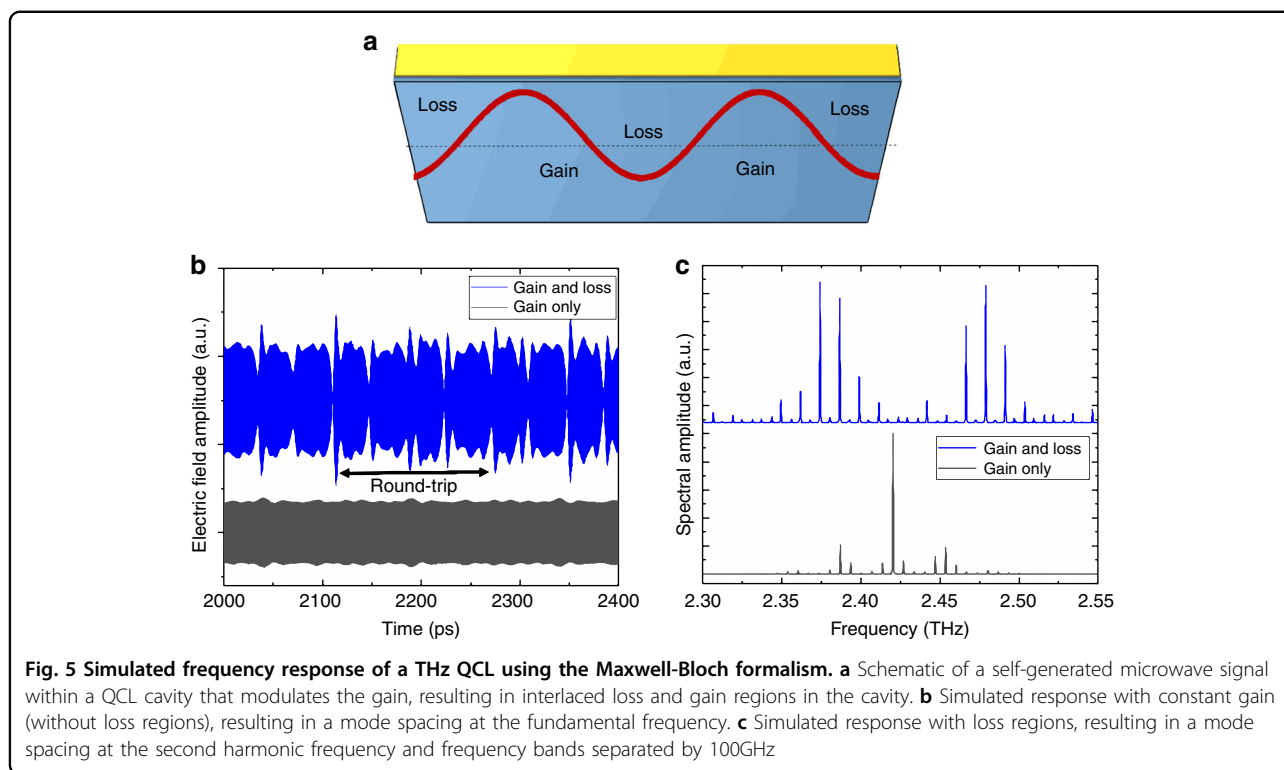 a
Loss
Loss
Loss
Gain
Gain
b
Gain and loss
Gain only
Electric field amplitude (a.u.)
Round-trip
2000
2100
2200
2300
2400
Time (ps)
c
Gain and loss
Gain only
Spectral amplitude (a.u.)
2.30
2.35
2.40
2.45
2.50
2.55
Frequency (THz)
Fig. 5 Simulated frequency response of a THz QCL using the Maxwell-Bloch formalism. a Schematic of a self-generated microwave signal
within a QCL cavity that modulates the gain, resulting in interlaced loss and gain regions in the cavity. b Simulated response with constant gain
(without loss regions), resulting in a mode spacing at the fundamental frequency. c Simulated response with loss regions, resulting in a mode
spacing at the second harmonic frequency and frequency bands separated by 100GHz